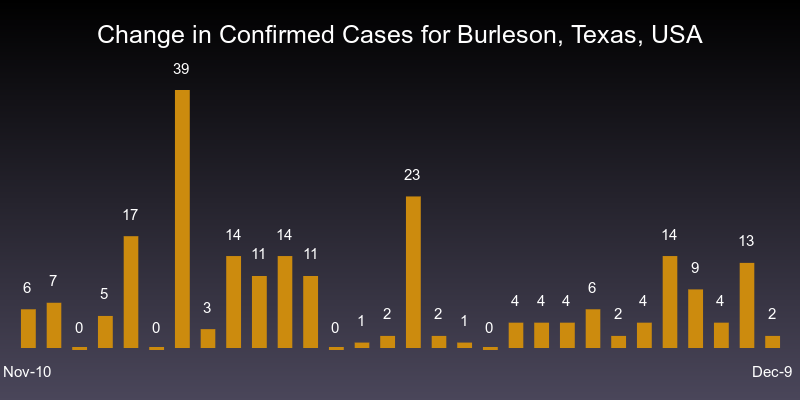 Change in Confirmed Cases for Burleson, Texas, USA
6 7 0 5 17 0 39 3 14 11 14 11 0 1 2 23 2 1 0 4 4 4 6 2 4 14 9 4 13 2
Nov-10 Dec-9